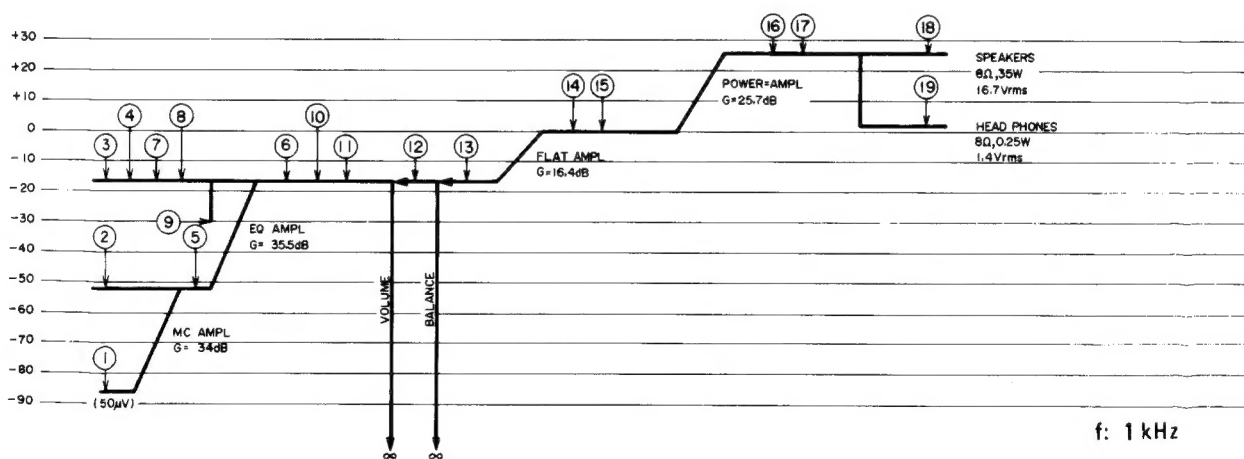 +30
+20
+10
0
-10
-20
-30
-40
-50
-60
-70
-80
-90
16 17 18
SPEAKERS
8Ω,35W
16.7Vrms
19
HEAD PHONES
8Ω,0.25W
1.4Vrms
POWER=AMPL
G=25.7dB
14 15
FLAT AMPL
G=16.4dB
3 4 7 8 6 10 11 12 13
9
EQ AMPL
G= 35.5dB
2 5
VOLUME
BALANCE
MC AMPL
G= 34dB
1
(50µV)
∞ ∞
f: 1 kHz